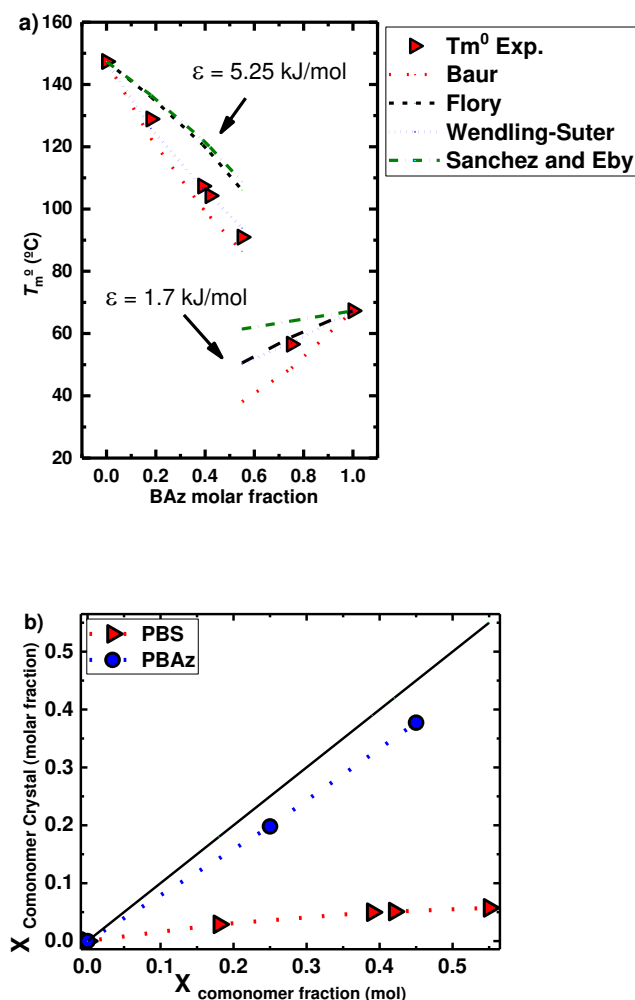 a)
160
140
120
100
80
60
40
20
T_m^o (ºC)
ε = 5.25 kJ/mol
ε = 1.7 kJ/mol
0.0 0.2 0.4 0.6 0.8 1.0
BAz molar fraction
Tm^0 Exp.
Baur
Flory
Wendling-Suter
Sanchez and Eby
b)
PBS
PBAz
0.5
0.4
0.3
0.2
0.1
0.0
X Comonomer Crystal (molar fraction)
0.0 0.1 0.2 0.3 0.4 0.5
X comonomer fraction (mol)